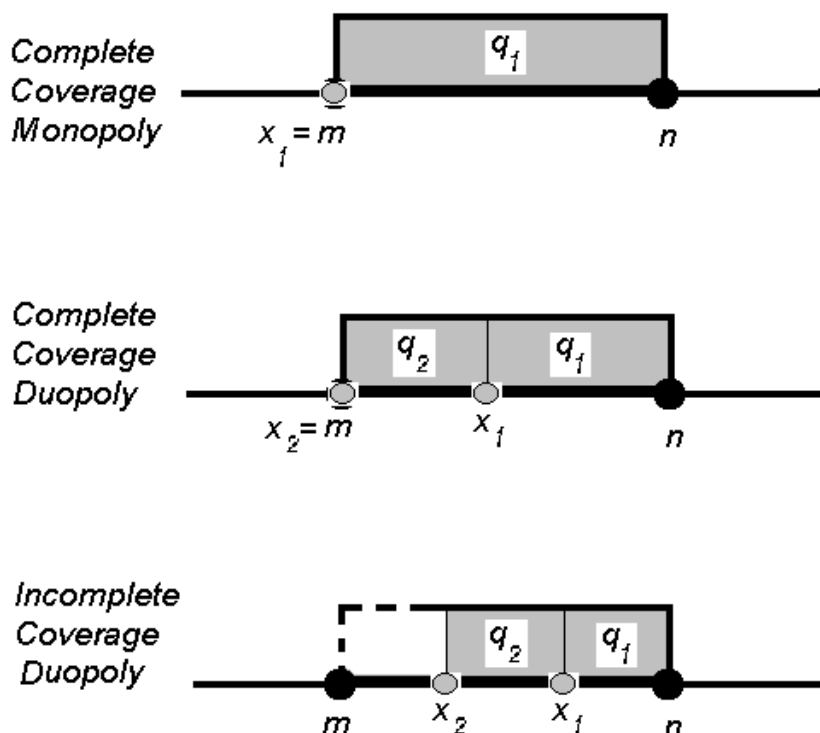 Complete
Coverage
Monopoly
q1
x1 = m
n
Complete
Coverage
Duopoly
q2
q1
x2 = m
x1
n
Incomplete
Coverage
Duopoly
q2
q1
m
x2
x1
n